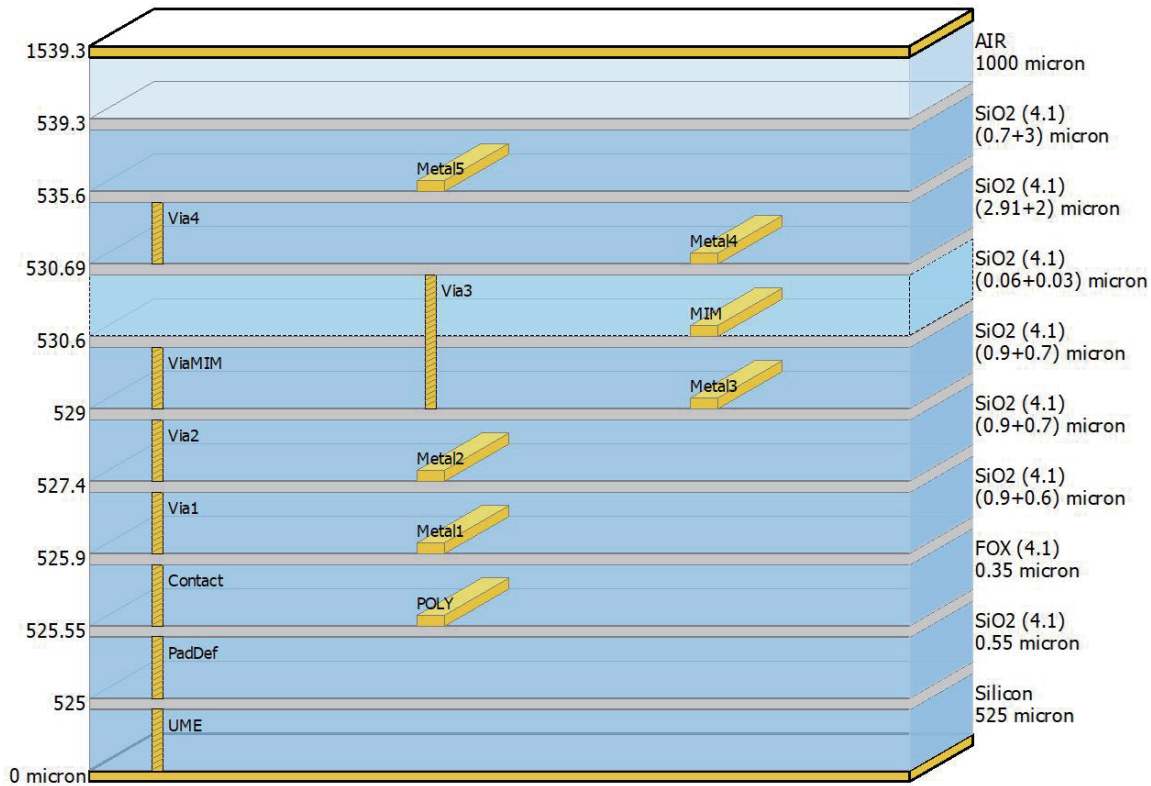 1539.3
AIR
1000 micron
539.3
SiO2 (4.1)
(0.7+3) micron
Metal5
535.6
SiO2 (4.1)
(2.91+2) micron
Via4
Metal4
530.69
SiO2 (4.1)
(0.06+0.03) micron
Via3
MIM
530.6
SiO2 (4.1)
(0.9+0.7) micron
ViaMIM
Metal3
529
SiO2 (4.1)
(0.9+0.7) micron
Via2
Metal2
527.4
SiO2 (4.1)
(0.9+0.6) micron
Via1
Metal1
525.9
FOX (4.1)
0.35 micron
Contact
POLY
525.55
SiO2 (4.1)
0.55 micron
PadDef
525
Silicon
525 micron
UME
0 micron